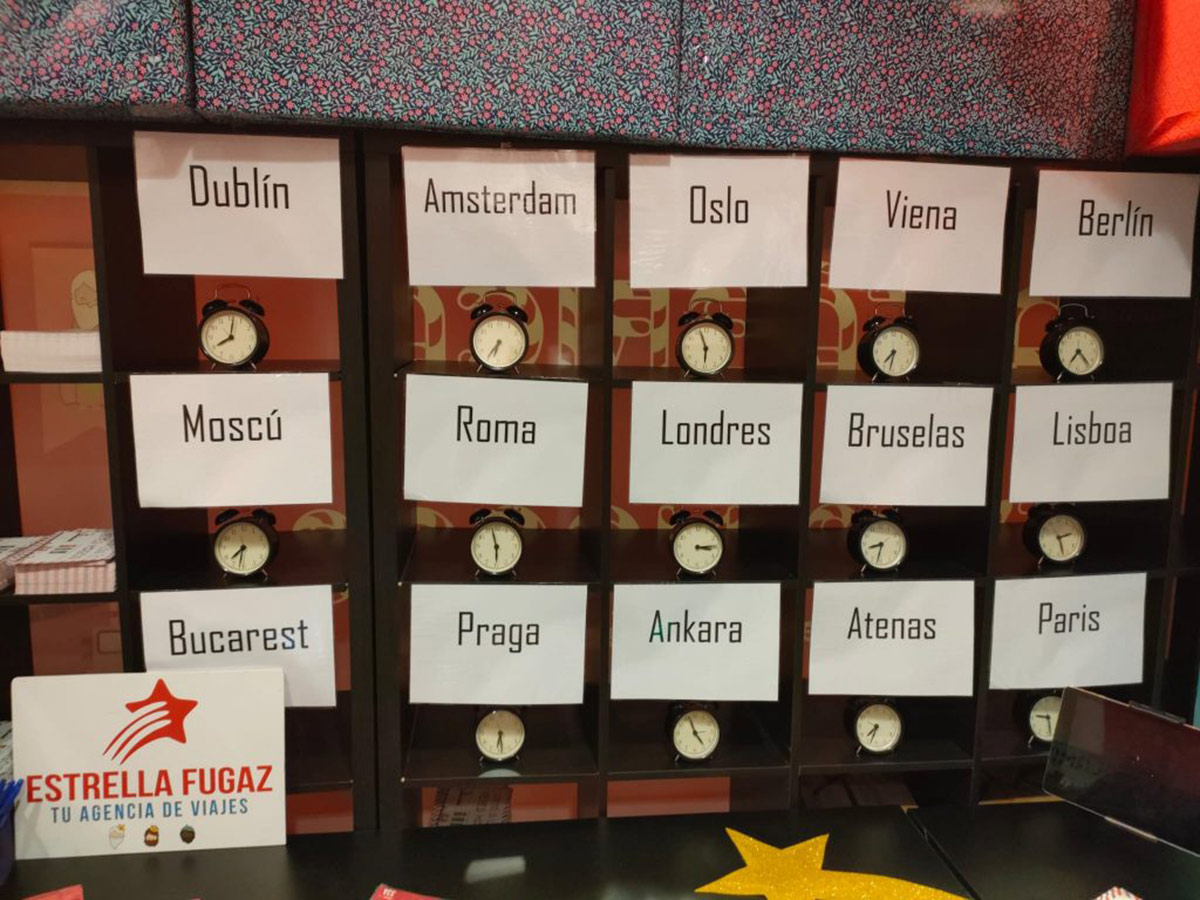 Dublín
Amsterdam
Oslo
Viena
Berlín
Moscú
Roma
Londres
Bruselas
Lisboa
Bucarest
Praga
Ankara
Atenas
Paris
ESTRELLA FUGAZ
TU AGENCIA DE VIAJES